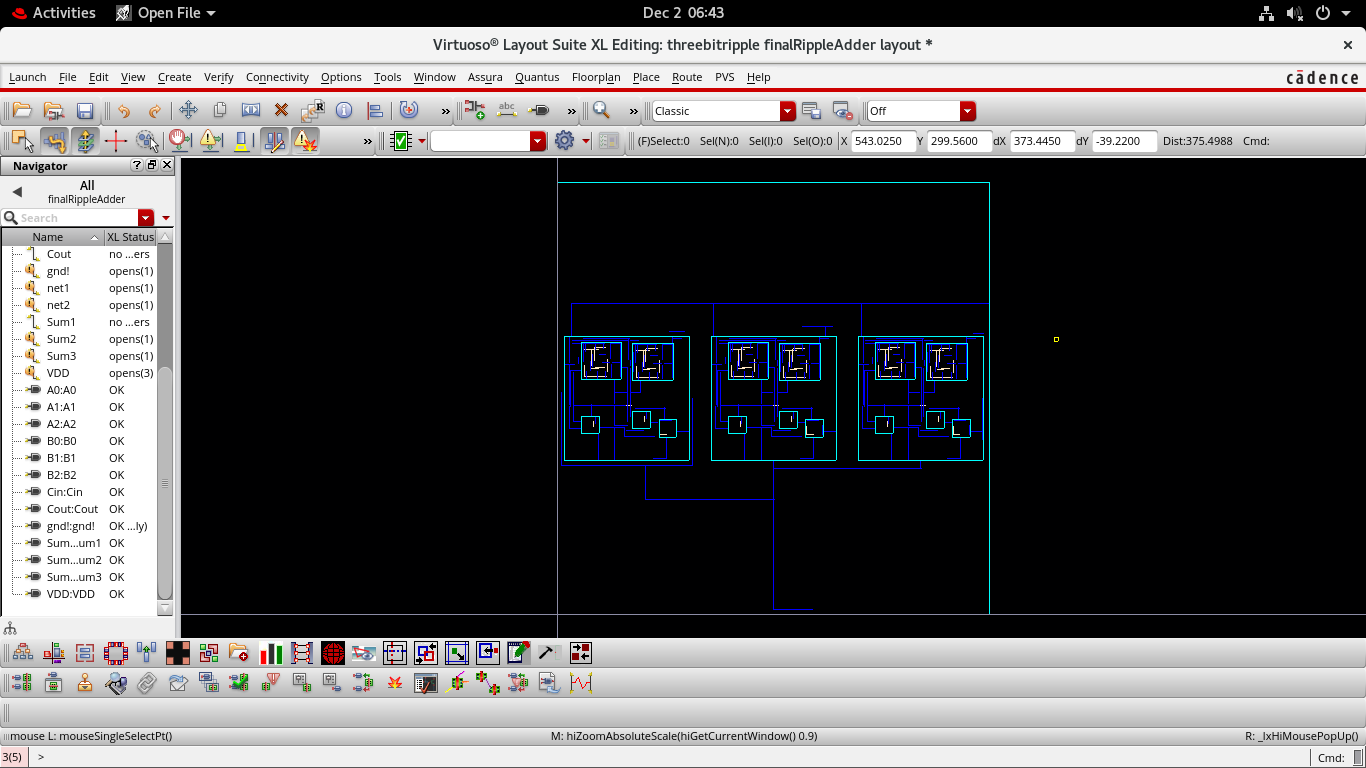 Activities Open File Dec 2 06:43
Virtuoso® Layout Suite XL Editing: threebitripple finalRippleAdder layout *
Launch File Edit View Create Verify Connectivity Options Tools Window Assura Quantus Floorplan Place Route PVS Help cādence
R abc » » » Classic Off
» (F)Select:0 Sel(N):0 Sel(I):0 Sel(O):0 X 543.0250 Y 299.5600 dX 373.4450 dY -39.2200 Dist:375.4988 Cmd:
Navigator ?
All
finalRippleAdder
Search
Name XL Status
Cout no ...ers
gnd! opens(1)
net1 opens(1)
net2 opens(1)
Sum1 no ...ers
Sum2 opens(1)
Sum3 opens(1)
VDD opens(3)
A0:A0 OK
A1:A1 OK
A2:A2 OK
B0:B0 OK
B1:B1 OK
B2:B2 OK
Cin:Cin OK
Cout:Cout OK
gnd!:gnd! OK ...ly)
Sum...um1 OK
Sum...um2 OK
Sum...um3 OK
VDD:VDD OK
mouse L: mouseSingleSelectPt() M: hiZoomAbsoluteScale(hiGetCurrentWindow() 0.9) R: _lxHiMousePopUp()
3(5) > Cmd: